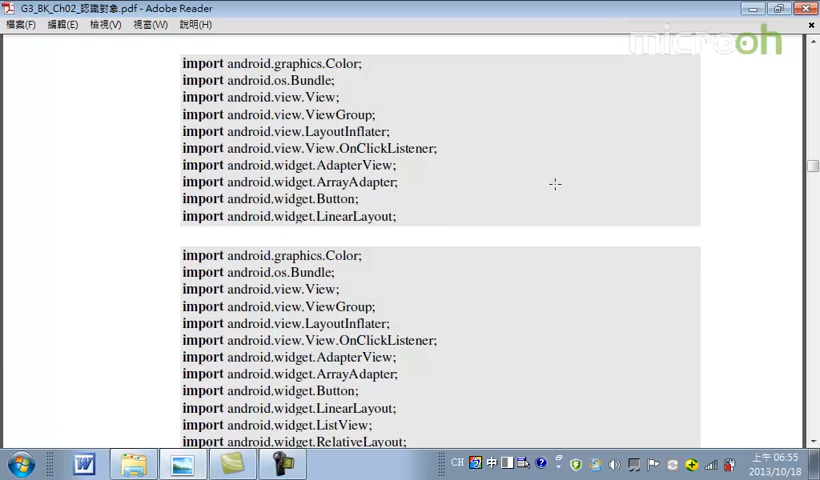 G3_BK_Ch02_認識對象.pdf - Adobe Reader
檔案(F) 編輯(E) 檢視(V) 視窗(W) 說明(H)
microoh
import android.graphics.Color;
import android.os.Bundle;
import android.view.View;
import android.view.ViewGroup;
import android.view.LayoutInflater;
import android.view.View.OnClickListener;
import android.widget.AdapterView;
import android.widget.ArrayAdapter;
import android.widget.Button;
import android.widget.LinearLayout;
import android.graphics.Color;
import android.os.Bundle;
import android.view.View;
import android.view.ViewGroup;
import android.view.LayoutInflater;
import android.view.View.OnClickListener;
import android.widget.AdapterView;
import android.widget.ArrayAdapter;
import android.widget.Button;
import android.widget.LinearLayout;
import android.widget.ListView;
import android.widget.RelativeLayout;
CH 中
上午 06:55
2013/10/18